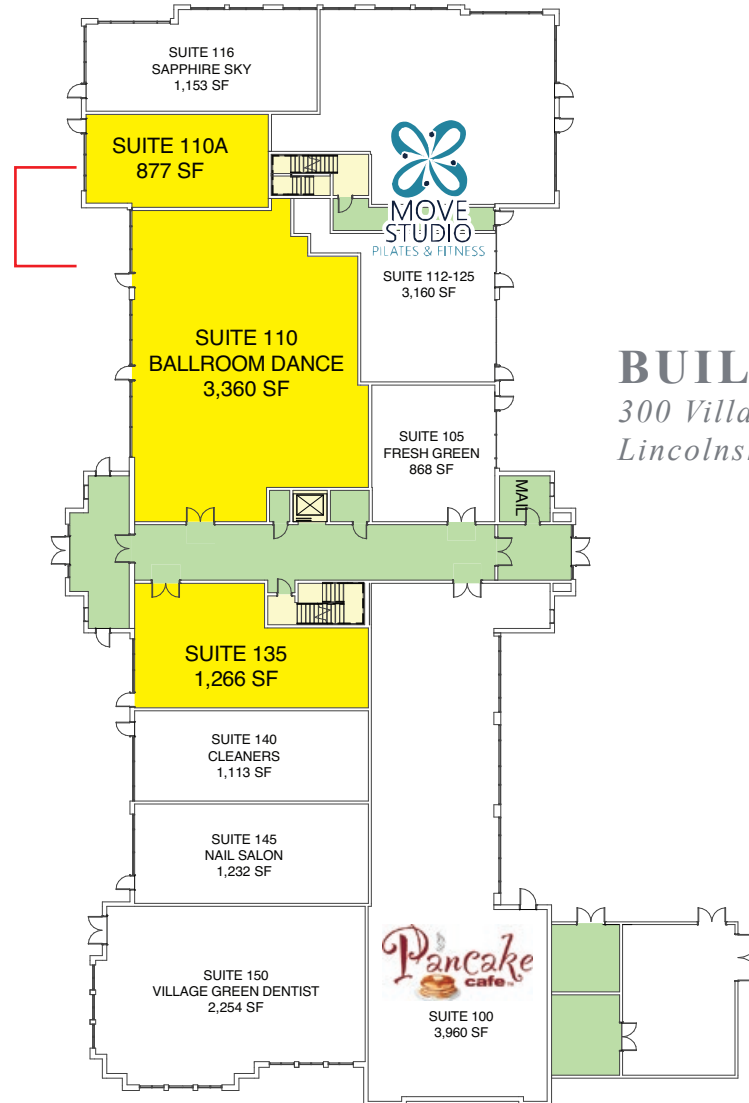 SUITE 116
SAPPHIRE SKY
1,153 SF
SUITE 110A
877 SF
MOVE
STUDIO
PILATES & FITNESS
SUITE 112-125
3,160 SF
SUITE 110
BALLROOM DANCE
3,360 SF
BUIL
300 Villa
Lincolnsh
SUITE 105
FRESH GREEN
868 SF
MAIL
SUITE 135
1,266 SF
SUITE 140
CLEANERS
1,113 SF
SUITE 145
NAIL SALON
1,232 SF
Pancake
cafe
SUITE 150
VILLAGE GREEN DENTIST
2,254 SF
SUITE 100
3,960 SF